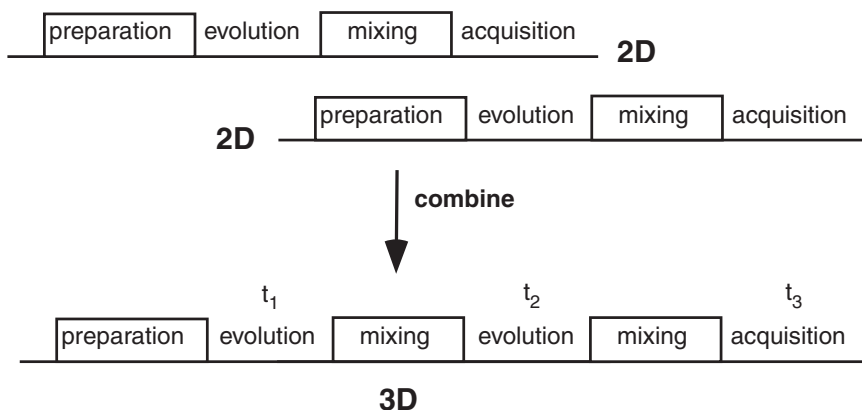 preparation evolution mixing acquisition
2D
preparation evolution mixing acquisition
2D
combine
t1 t2 t3
preparation evolution mixing evolution mixing acquisition
3D